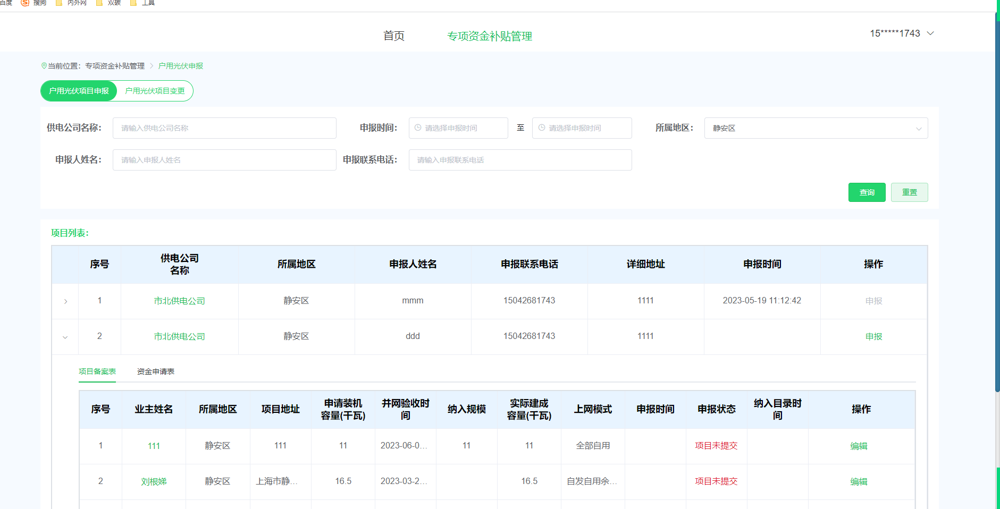 百度 搜狗 内外网 双碳 工具
首页 专项资金补贴管理 15*****1743
当前位置： 专项资金补贴管理 户用光伏申报
户用光伏项目申报 户用光伏项目变更
供电公司名称： 请输入供电公司名称 申报时间： 请选择申报时间 至 请选择申报时间 所属地区： 静安区
申报人姓名： 请输入申报人姓名 申报联系电话： 请输入申报联系电话
查询 重置
项目列表：
序号 供电公司名称 所属地区 申报人姓名 申报联系电话 详细地址 申报时间 操作
1 市北供电公司 静安区 mmm 15042681743 1111 2023-05-19 11:12:42 申报
2 市北供电公司 静安区 ddd 15042681743 1111 申报
项目备案表 资金申请表
序号 业主姓名 所属地区 项目地址 申请装机容量(千瓦) 并网验收时间 纳入规模 实际建成容量(千瓦) 上网模式 申报时间 申报状态 纳入目录时间 操作
1 111 静安区 111 11 2023-06-0... 11 11 全部自用 项目未提交 编辑
2 刘根娣 静安区 上海市静... 16.5 2023-03-2... 16.5 自发自用余... 项目未提交 编辑